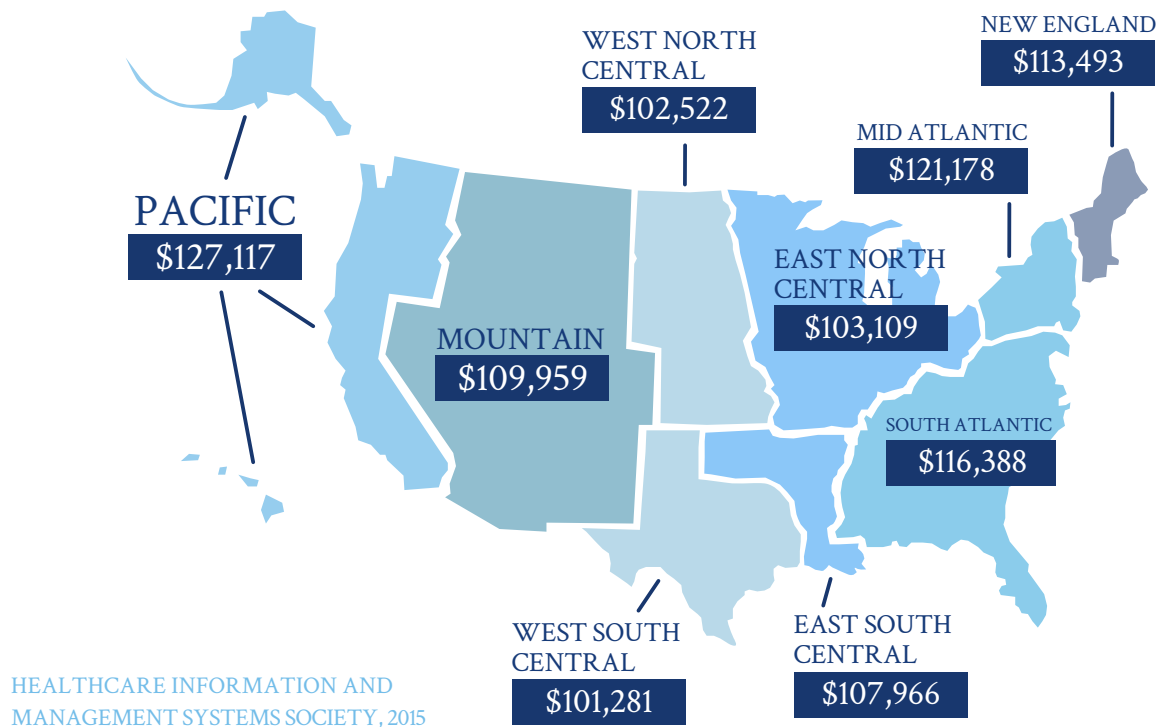 NEW ENGLAND
$113,493
WEST NORTH
CENTRAL
$102,522
MID ATLANTIC
$121,178
PACIFIC
$127,117
EAST NORTH
CENTRAL
$103,109
MOUNTAIN
$109,959
SOUTH ATLANTIC
$116,388
WEST SOUTH
CENTRAL
$101,281
EAST SOUTH
CENTRAL
$107,966
HEALTHCARE INFORMATION AND
MANAGEMENT SYSTEMS SOCIETY, 2015